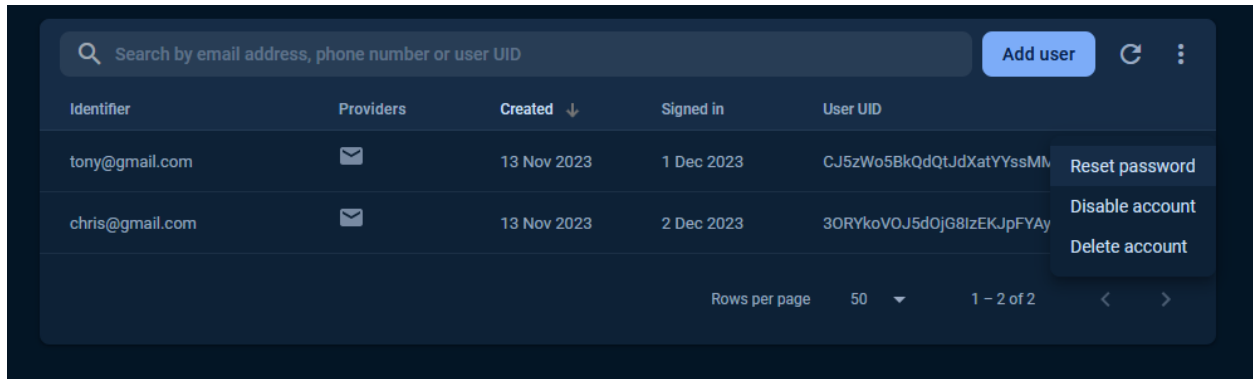 Search by email address, phone number or user UID Add user
Identifier Providers Created Signed in User UID
tony@gmail.com 13 Nov 2023 1 Dec 2023 CJ5zWo5BkQdQtJdXatYYssMM
Reset password
Disable account
chris@gmail.com 13 Nov 2023 2 Dec 2023 3ORYkoVOJ5dOjG8IzEKJpFYAy
Delete account
Rows per page 50 1 – 2 of 2